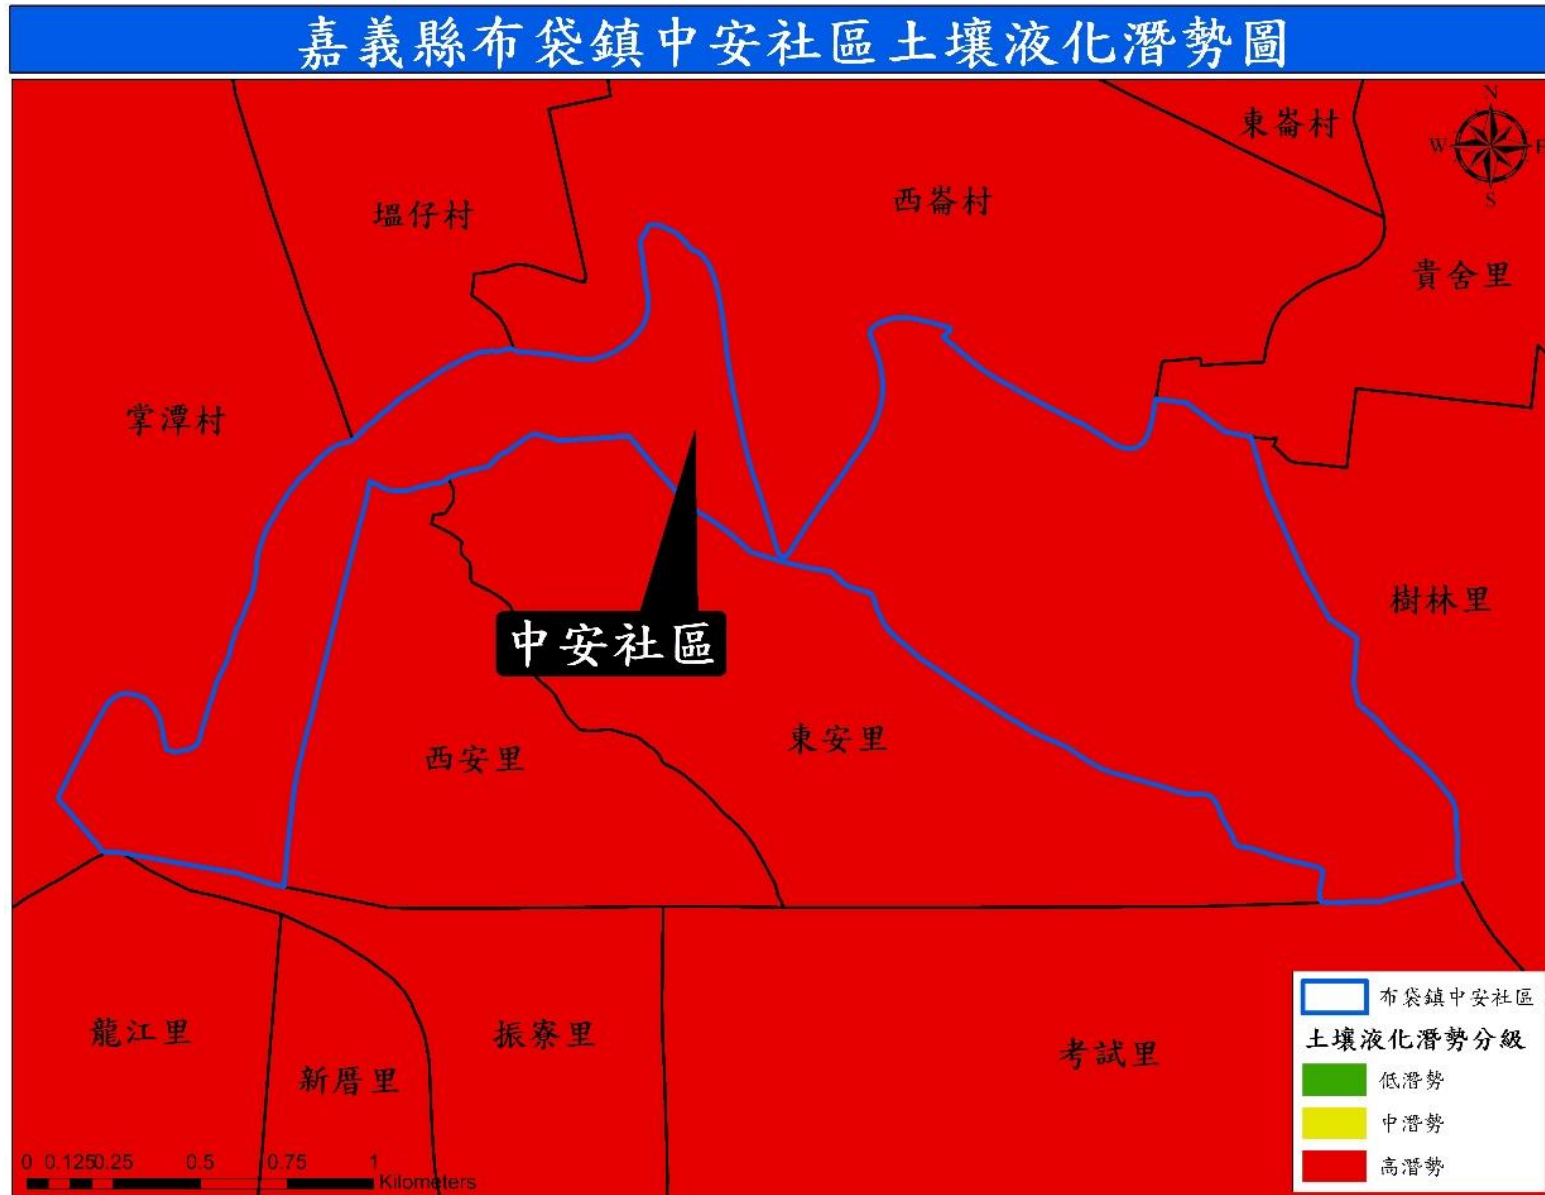 嘉義縣布袋鎮中安社區土壤液化潛勢圖
東崙村
N
W
E
S
西崙村
塭仔村
貴舍里
掌潭村
樹林里
中安社區
東安里
西安里
龍江里
振寮里
考試里
新厝里
布袋鎮中安社區
土壤液化潛勢分級
低潛勢
中潛勢
高潛勢
0 0.125 0.25 0.5 0.75 1
Kilometers